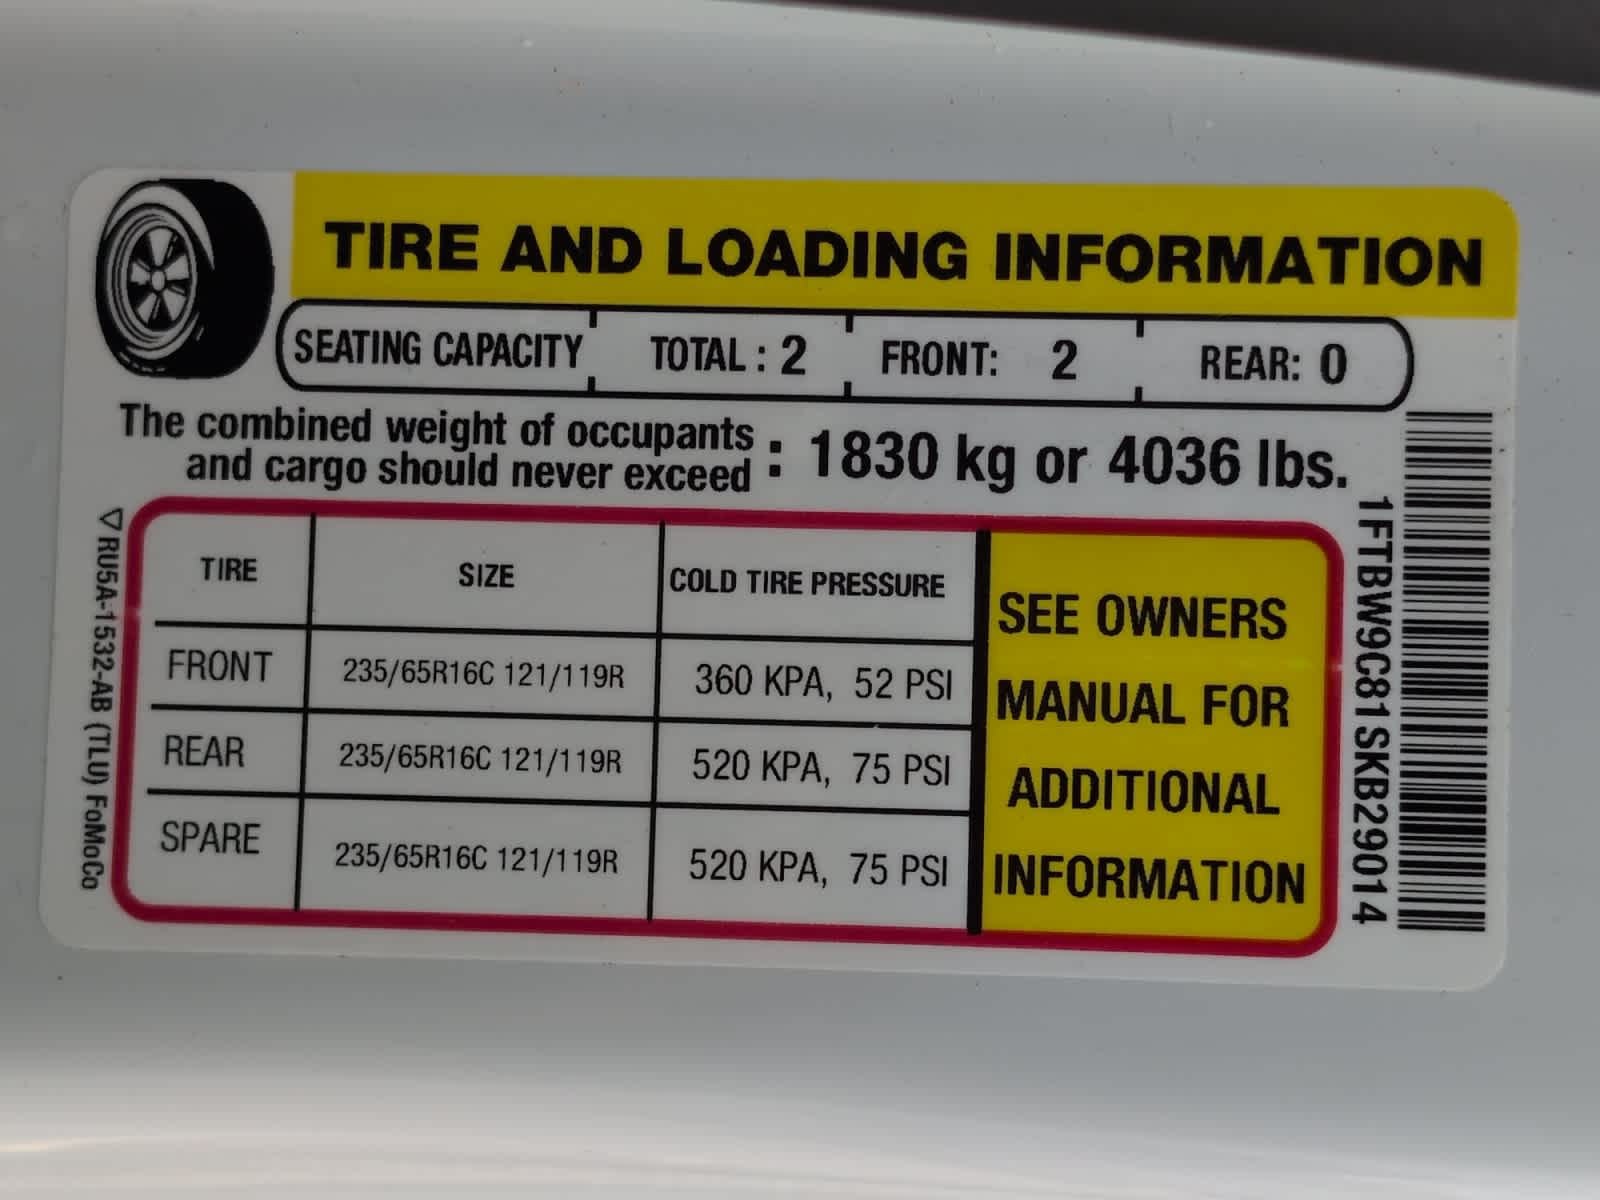 TIRE AND LOADING INFORMATION
SEATING CAPACITY TOTAL : 2 FRONT: 2 REAR: 0
The combined weight of occupants
and cargo should never exceed : 1830 kg or 4036 lbs.
TIRE SIZE COLD TIRE PRESSURE
FRONT 235/65R16C 121/119R 360 KPA, 52 PSI
REAR 235/65R16C 121/119R 520 KPA, 75 PSI
SPARE 235/65R16C 121/119R 520 KPA, 75 PSI
SEE OWNERS
MANUAL FOR
ADDITIONAL
INFORMATION
▽RU5A-1532-AB (TLU) FoMoCo
1FTBW9C81SKB29014